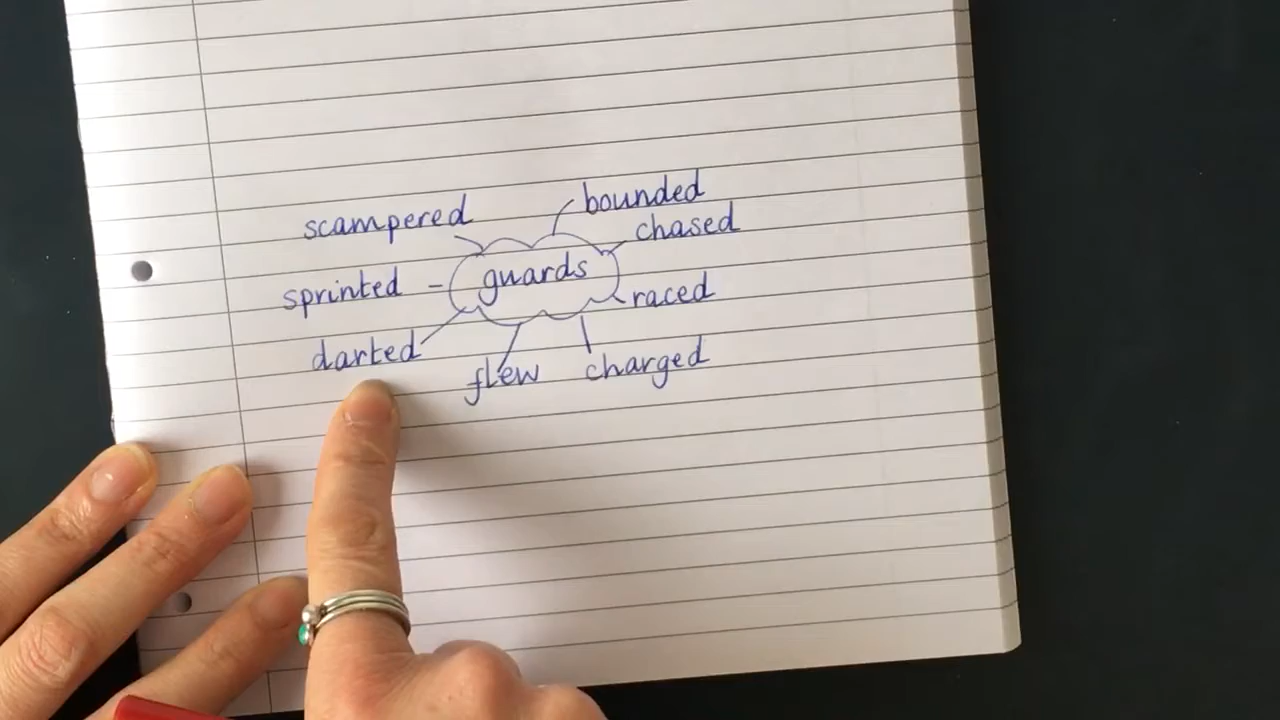 scampered
bounded
chased
sprinted
guards
raced
darted
flew
charged